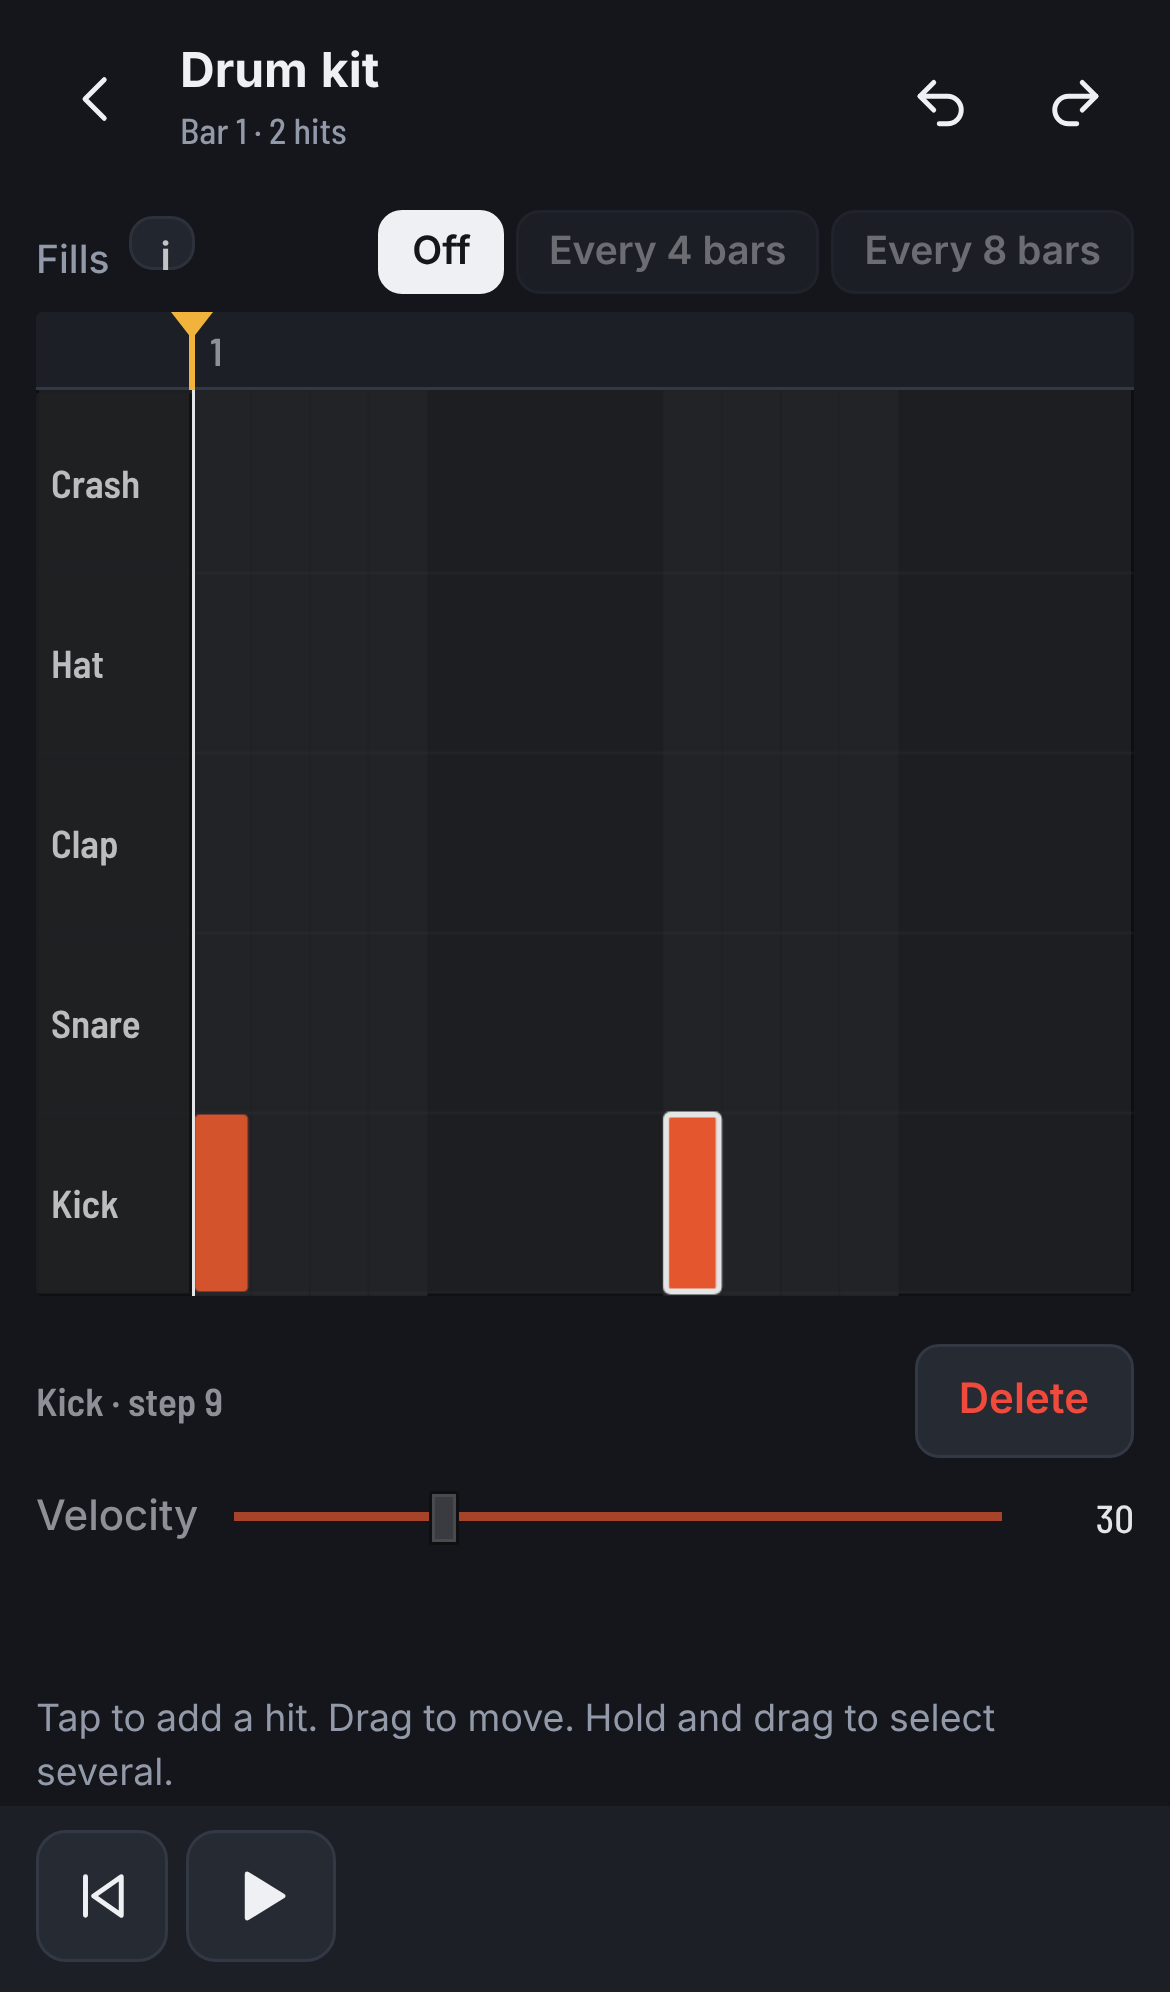 Drum kit
Bar 1 · 2 hits
Fills i Off Every 4 bars Every 8 bars
1
Crash
Hat
Clap
Snare
Kick
Kick · step 9 Delete
Velocity 30
Tap to add a hit. Drag to move. Hold and drag to select
several.